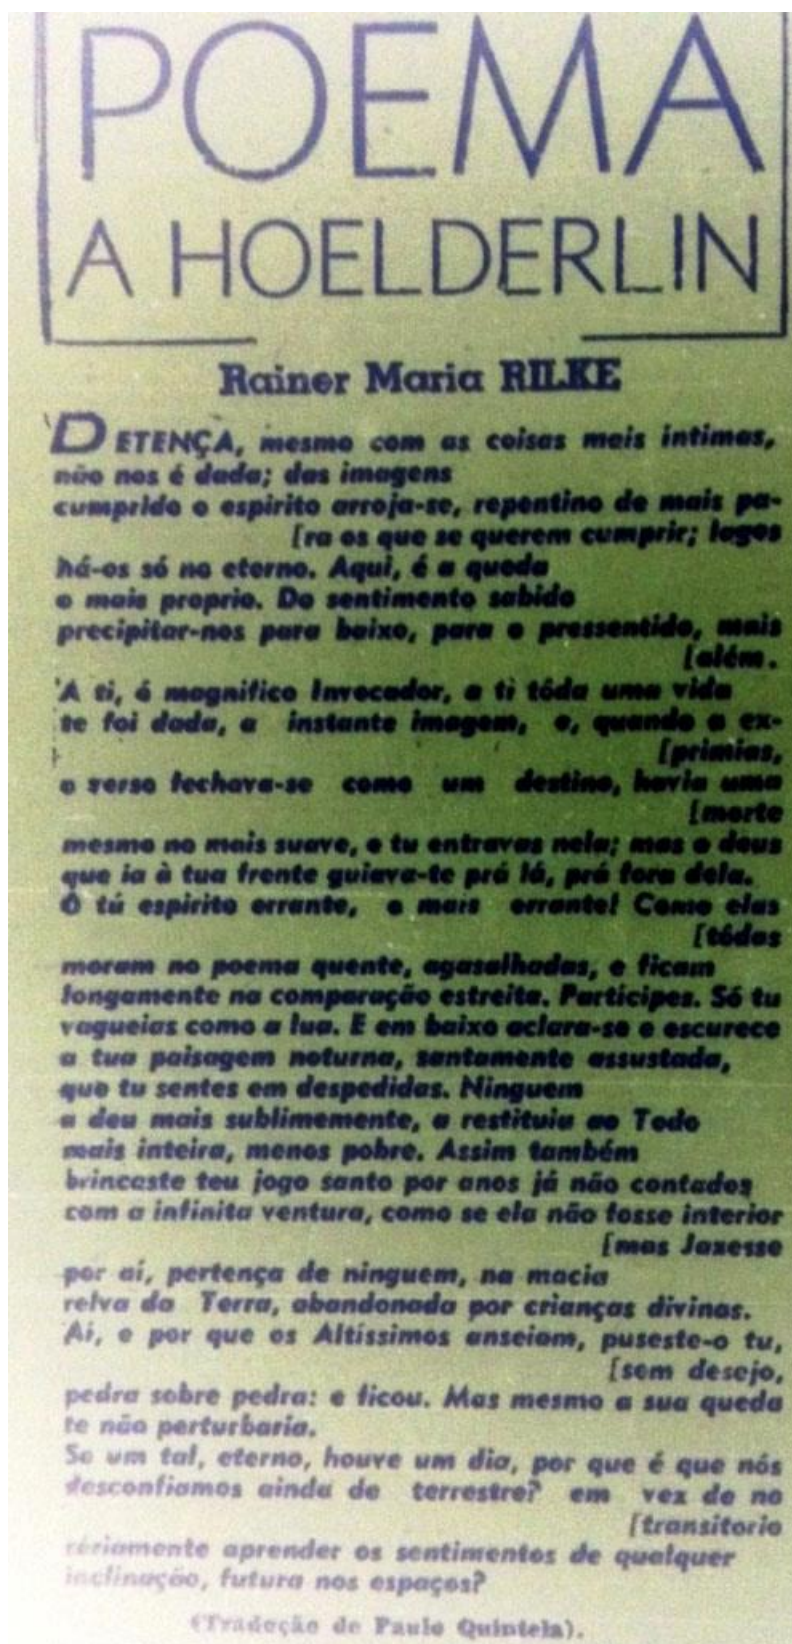 POEMA
A HOELDERLIN
Rainer Maria RILKE
DETENÇA, mesmo com as coisas mais intimas,
não nos é dada; das imagens
cumprido o espirito arroja-se, repentino de mais pa-
[ra os que se querem cumprir; lagos
há-os só no eterno. Aqui, é a queda
o mais proprio. Do sentimento sabido
precipitar-nos para baixo, para o pressentido, mais
[além.
A ti, ó magnifico Invocador, a ti tôda uma vida
te foi dada, a instante imagem, e, quando a ex-
[primias,
o verso fechava-se como um destino, havia uma
[morte
mesmo no mais suave, e tu entravas nela; mas o deus
que ia à tua frente guiava-te prá lá, prá fora dela.
Ó tú espirito errante, o mais errante! Como elas
[tôdas
moram no poema quente, agasalhadas, e ficam
longamente na comparação estreita. Participes. Só tu
vagueias como a lua. E em baixo aclara-se e escurece
a tua paisagem noturna, santamente assustada,
que tu sentes em despedidas. Ninguem
a deu mais sublimemente, a restituiu ao Todo
mais inteira, menos pobre. Assim também
brincaste teu jogo santo por anos já não contados
com a infinita ventura, como se ela não fosse interior
[mas Jaxesse
por aí, pertença de ninguem, na macia
relva da Terra, abandonada por crianças divinas.
Ai, o por que os Altíssimos anseiam, puseste-o tu,
[sem desejo,
pedra sobre pedra: e ficou. Mas mesmo a sua queda
te não perturbaria.
Se um tal, eterno, houve um dia, por que é que nós
desconfiamos ainda do terrestre? em vez de no
[transitorio
sèriamente aprender os sentimentos de qualquer
inclinação, futura nos espaços?
(Tradução de Paulo Quintela).